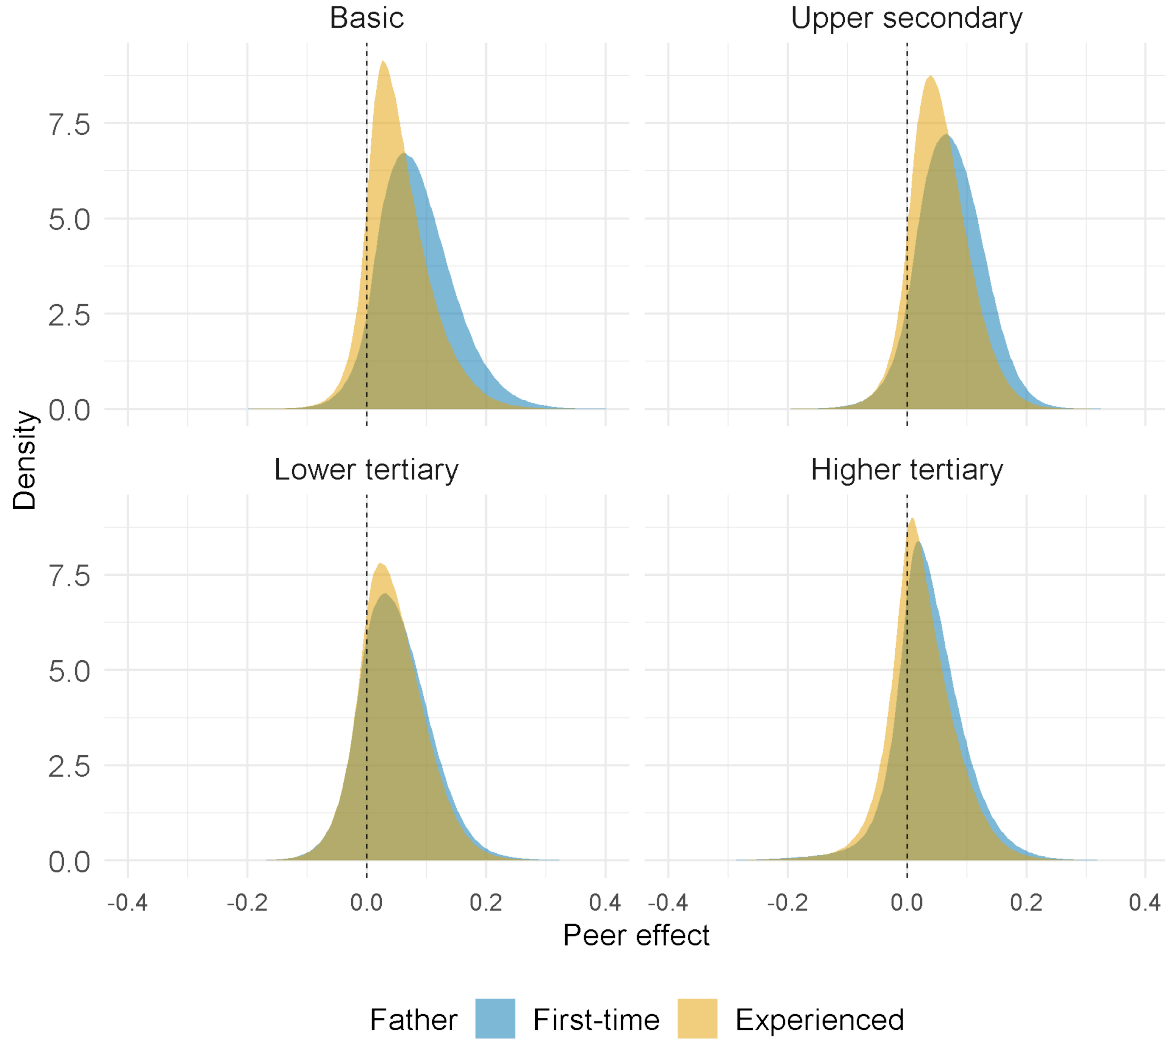 Basic
Upper secondary
7.5
5.0
2.5
0.0
Lower tertiary
Higher tertiary
7.5
5.0
2.5
0.0
-0.4 -0.2 0.0 0.2 0.4 -0.4 -0.2 0.0 0.2 0.4
Density
Peer effect
Father First-time Experienced